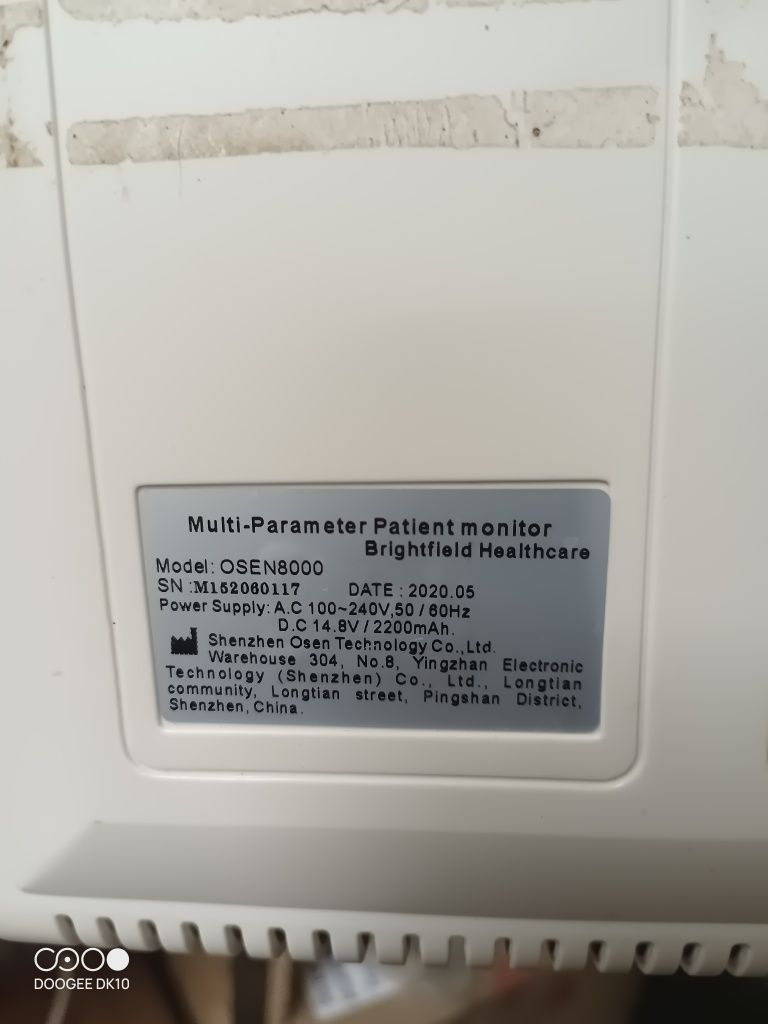 Multi-Parameter Patient monitor
Brightfield Healthcare
Model: OSEN8000
SN :M152060117 DATE : 2020.05
Power Supply: A.C 100~240V,50 / 60Hz
D.C 14.8V / 2200mAh.
Shenzhen Osen Technology Co.,Ltd.
Warehouse 304, No.8, Yingzhan Electronic
Technology (Shenzhen) Co., Ltd., Longtian
community, Longtian street, Pingshan District,
Shenzhen, China.
DOOGEE DK10